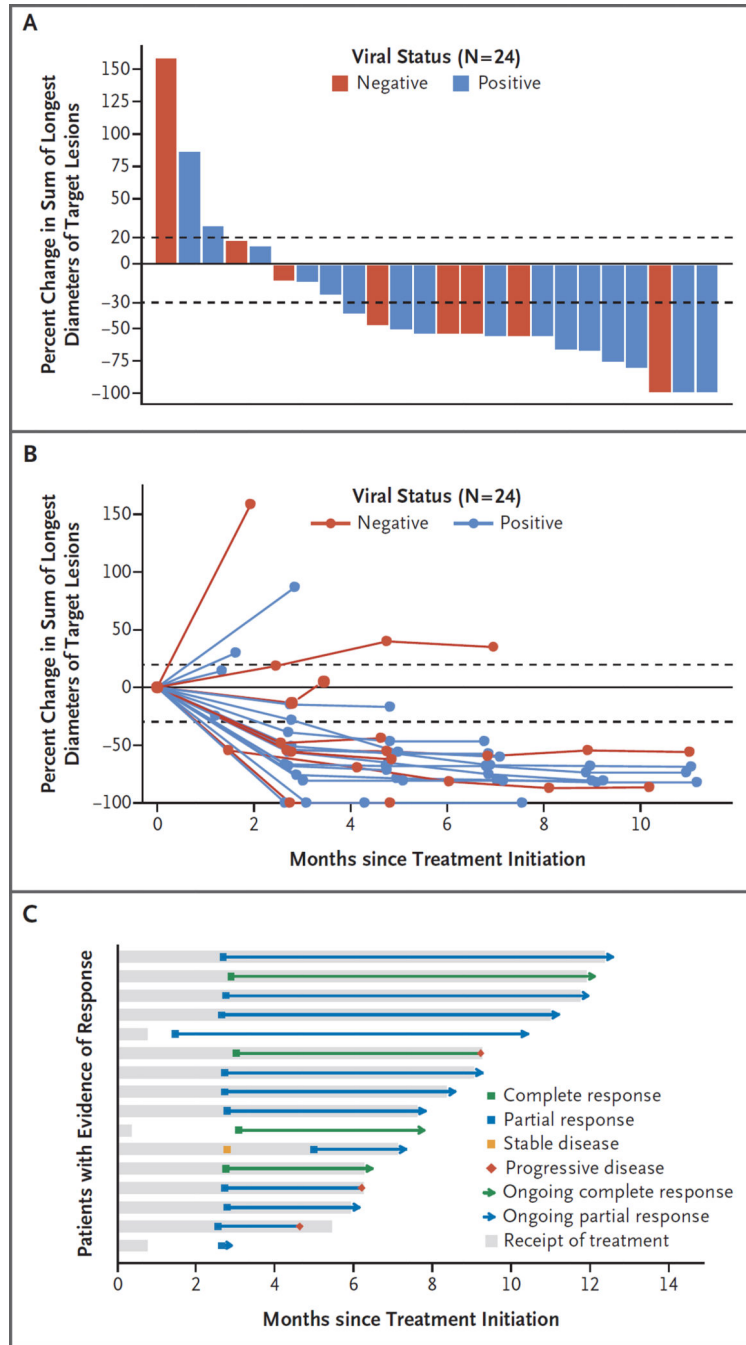 A
Viral Status (N=24)
Negative
Positive
Percent Change in Sum of Longest
Diameters of Target Lesions
150
125
100
75
50
20
0
−30
−50
−75
−100
B
Viral Status (N=24)
Negative
Positive
Percent Change in Sum of Longest
Diameters of Target Lesions
150
100
50
0
−50
−100
0 2 4 6 8 10
Months since Treatment Initiation
C
Patients with Evidence of Response
Complete response
Partial response
Stable disease
Progressive disease
Ongoing complete response
Ongoing partial response
Receipt of treatment
0 2 4 6 8 10 12 14
Months since Treatment Initiation